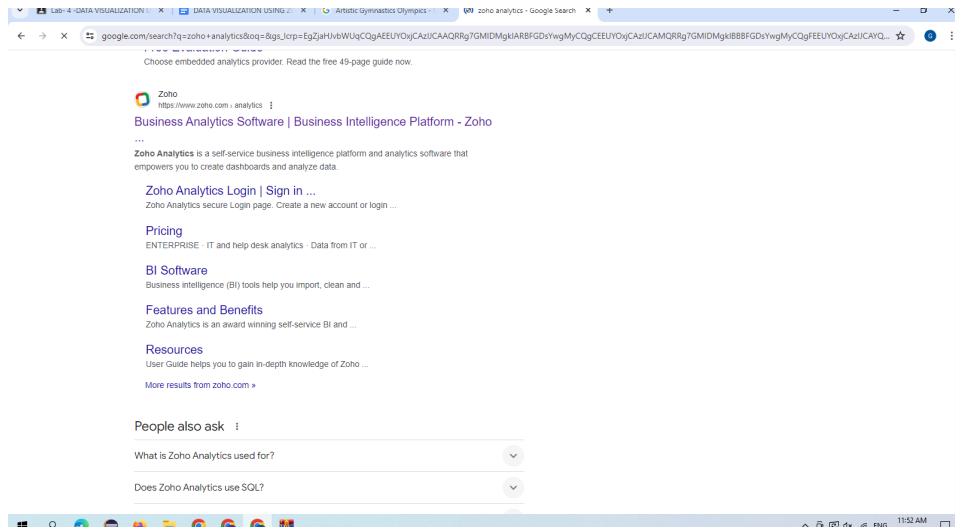 Lab- 4 -DATA VISUALIZATION
DATA VISUALIZATION USING Z
Artistic Gymnastics Olympics -
zoho analytics - Google Search
google.com/search?q=zoho+analytics&oq=&gs_lcrp=
Choose embedded analytics provider. Read the free 49-page guide now.
Zoho
https://www.zoho.com › analytics
Business Analytics Software | Business Intelligence Platform - Zoho
...
Zoho Analytics is a self-service business intelligence platform and analytics software that
empowers you to create dashboards and analyze data.
Zoho Analytics Login | Sign in ...
Zoho Analytics secure Login page. Create a new account or login ...
Pricing
ENTERPRISE · IT and help desk analytics · Data from IT or ...
BI Software
Business intelligence (BI) tools help you import, clean and ...
Features and Benefits
Zoho Analytics is an award winning self-service BI and ...
Resources
User Guide helps you to gain in-depth knowledge of Zoho ...
More results from zoho.com »
People also ask
What is Zoho Analytics used for?
Does Zoho Analytics use SQL?
ENG
11:52 AM